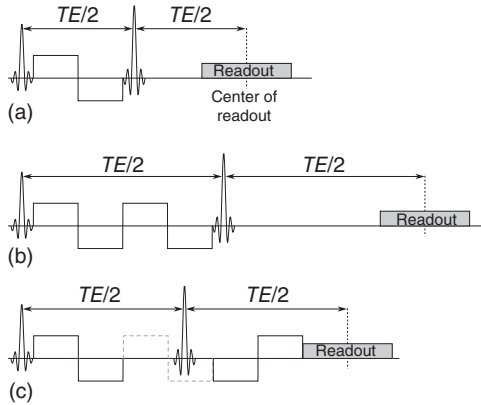 TE/2 TE/2
Readout
Center of
readout
(a)
TE/2 TE/2
Readout
(b)
TE/2 TE/2
Readout
(c)